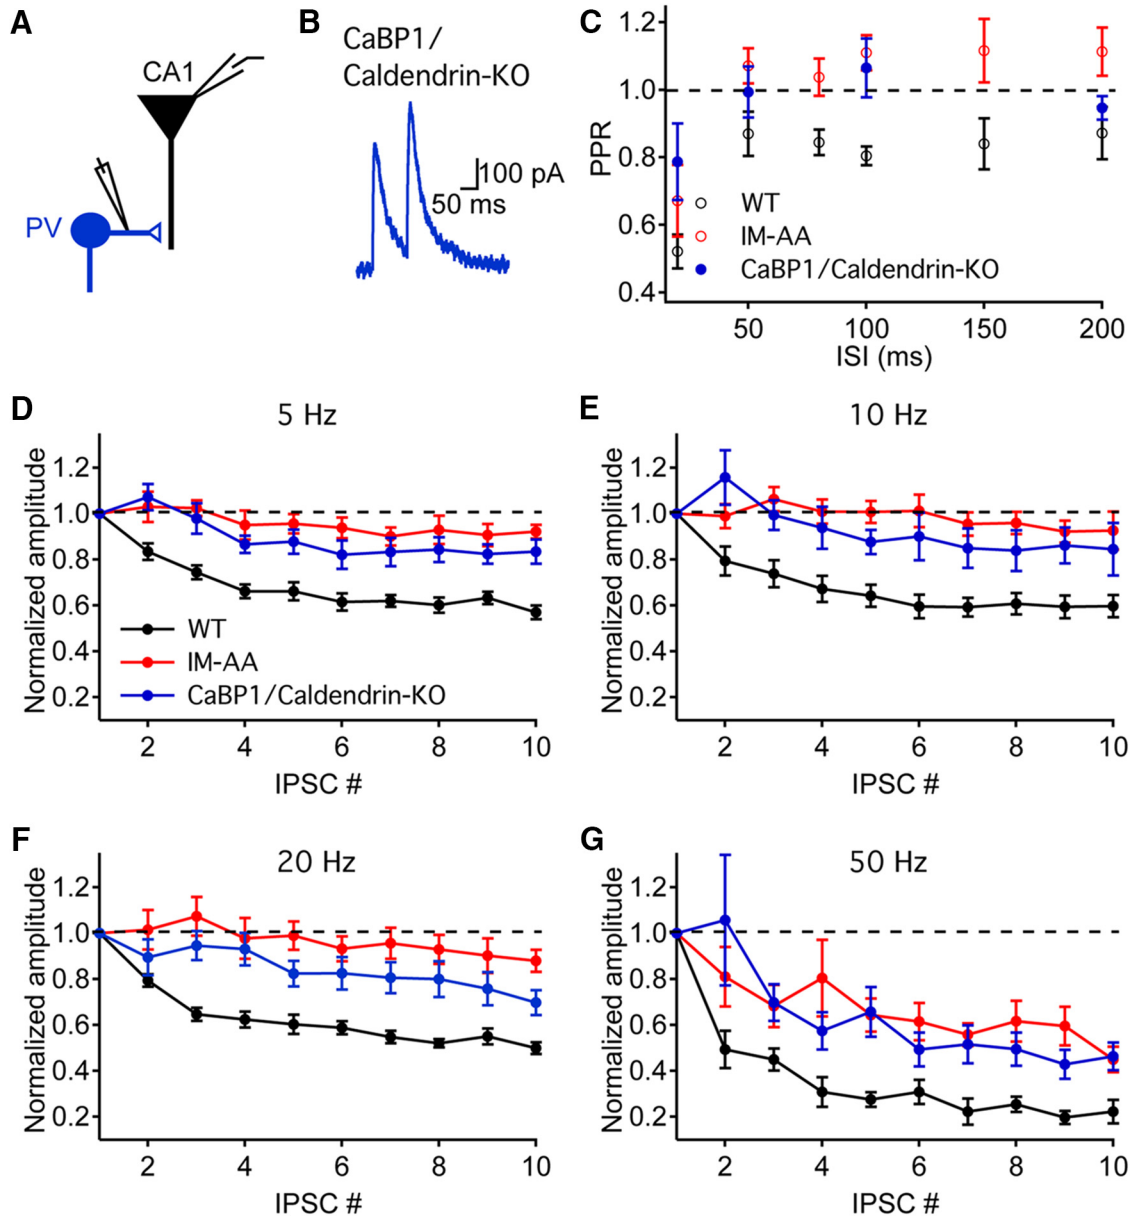 A
CA1
PV
B
CaBP1/
Caldendrin-KO
100 pA
50 ms
C
PPR
1.2
1.0
0.8
0.6
0.4
WT
IM-AA
CaBP1/Caldendrin-KO
50 100 150 200
ISI (ms)
D
5 Hz
Normalized amplitude
1.2
1.0
0.8
0.6
0.4
0.2
WT
IM-AA
CaBP1/Caldendrin-KO
2 4 6 8 10
IPSC #
E
10 Hz
Normalized amplitude
1.2
1.0
0.8
0.6
0.4
0.2
2 4 6 8 10
IPSC #
F
20 Hz
Normalized amplitude
1.2
1.0
0.8
0.6
0.4
0.2
2 4 6 8 10
IPSC #
G
50 Hz
Normalized amplitude
1.2
1.0
0.8
0.6
0.4
0.2
2 4 6 8 10
IPSC #